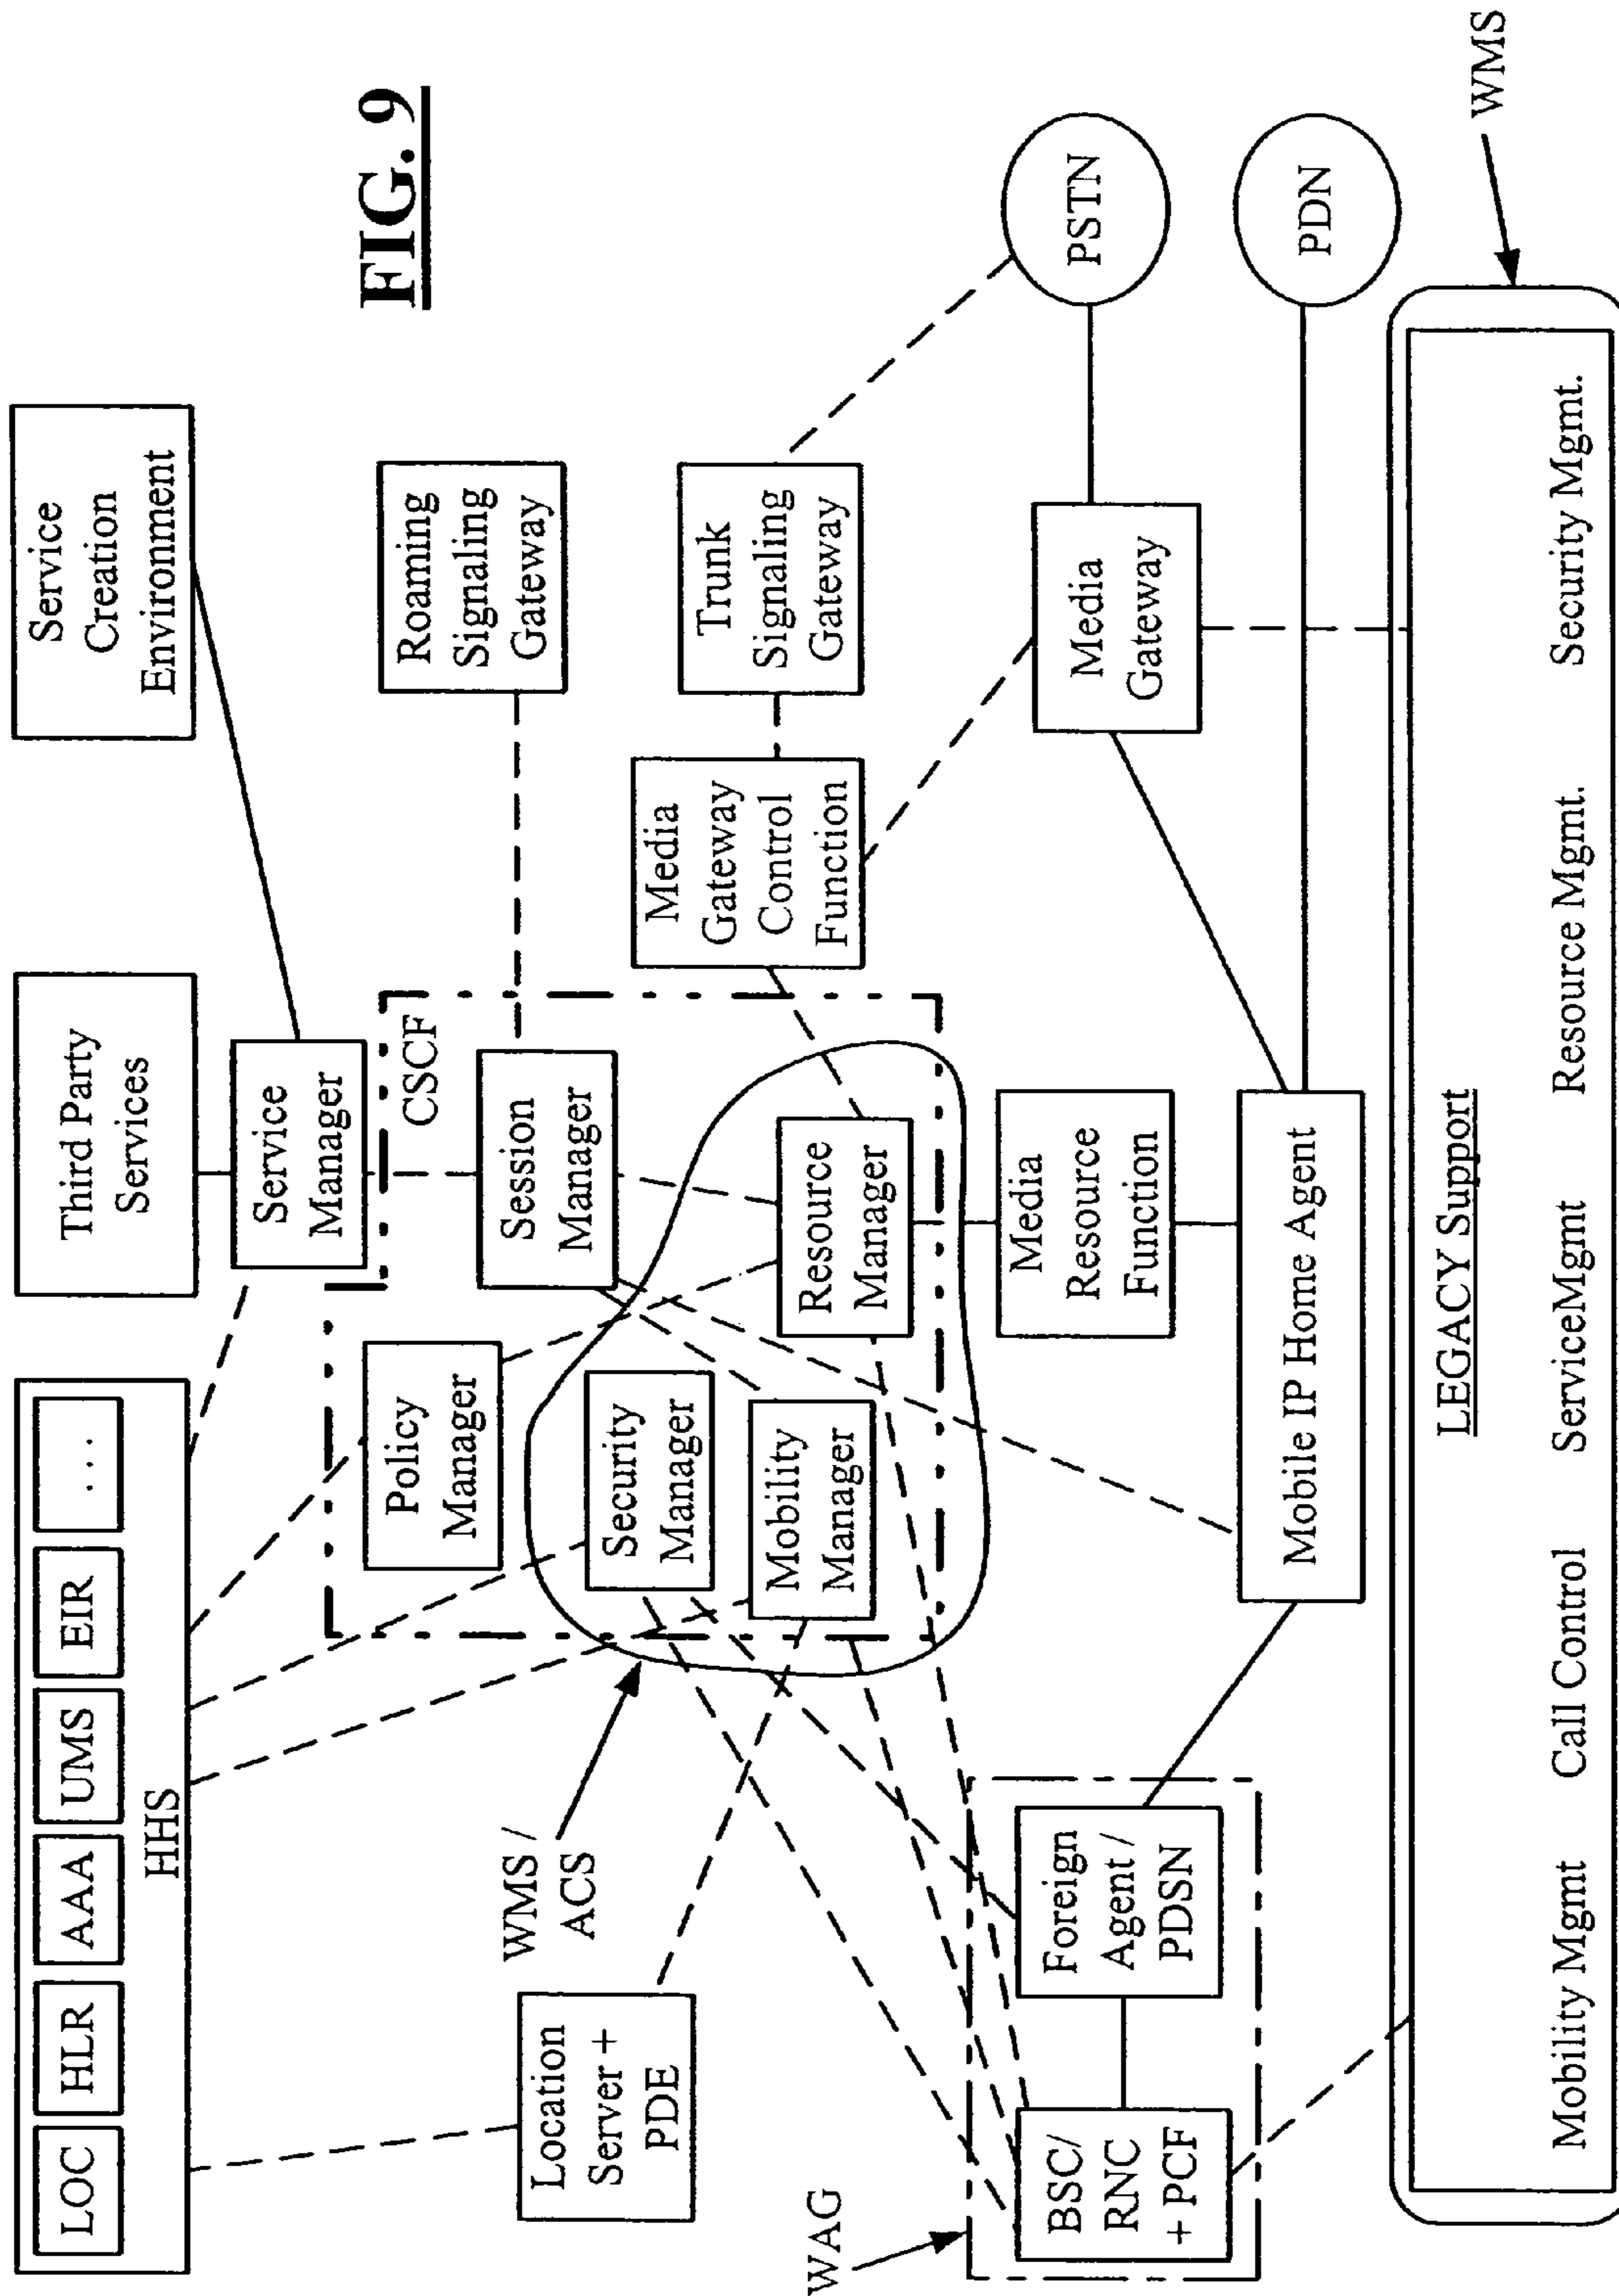 FIG. 9
LOC
HLR
AAA
UMS
EIR
...
HHS
Third Party
Services
Service
Creation
Environment
Service
Manager
CSCF
Policy
Manager
Session
Manager
Roaming
Signaling
Gateway
Location
Server +
PDE
WMS /
ACS
Security
Manager
Mobility
Manager
Resource
Manager
Media
Gateway
Control
Function
Trunk
Signaling
Gateway
WAG
BSC/
RNC
+ PCF
Foreign
Agent /
PDSN
Media
Resource
Function
Media
Gateway
PSTN
Mobile IP Home Agent
PDN
WMS
LEGACY Support
Mobility Mgmt Call Control ServiceMgmt Resource Mgmt. Security Mgmt.